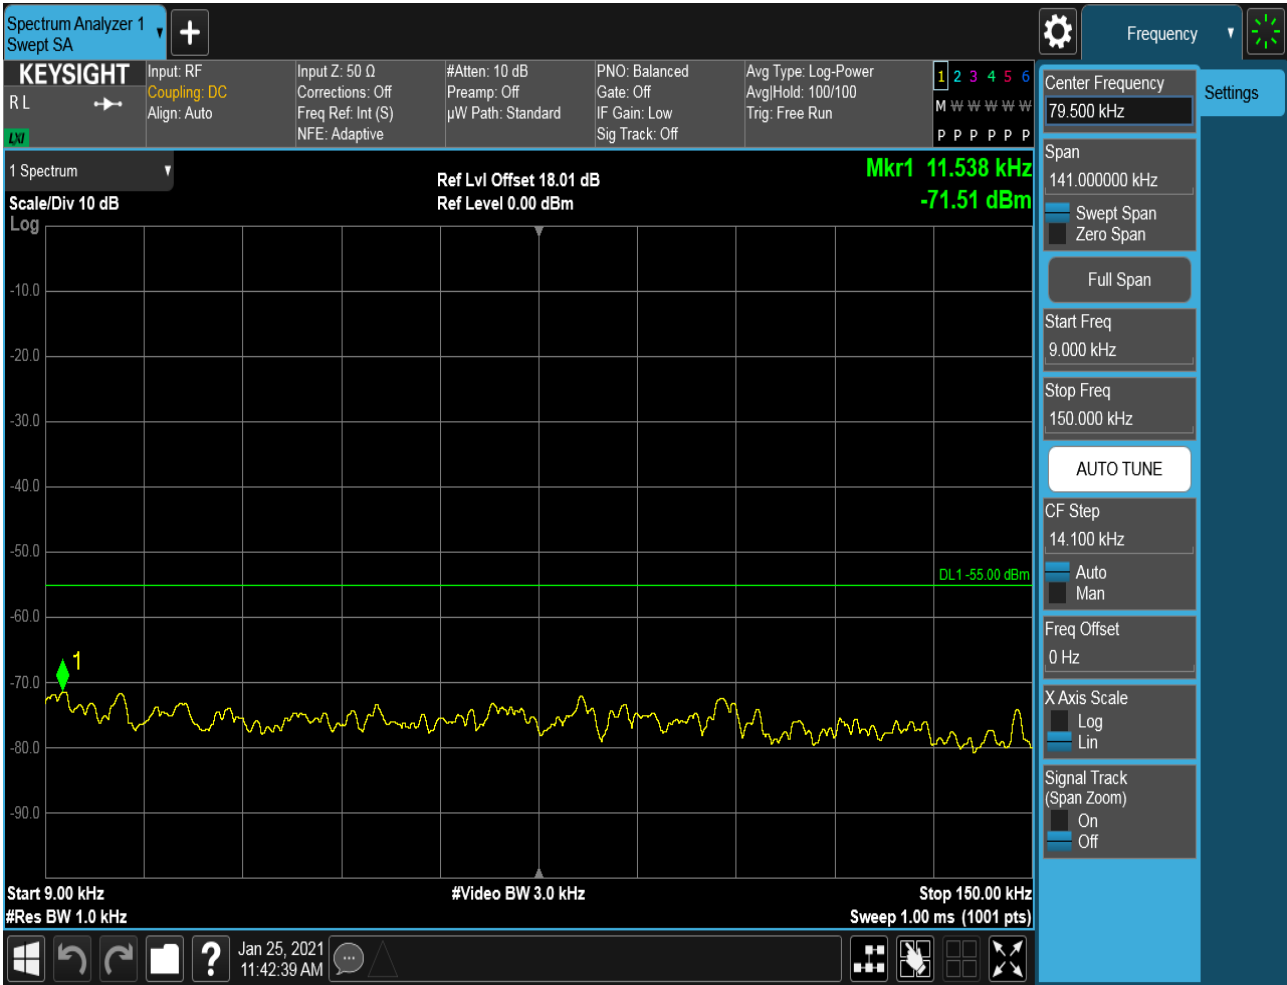 Spectrum Analyzer 1
Swept SA
Frequency
KEYSIGHT
R L
LXI
Input: RF
Coupling: DC
Align: Auto
Input Z: 50 Ω
Corrections: Off
Freq Ref: Int (S)
NFE: Adaptive
#Atten: 10 dB
Preamp: Off
µW Path: Standard
PNO: Balanced
Gate: Off
IF Gain: Low
Sig Track: Off
Avg Type: Log-Power
Avg|Hold: 100/100
Trig: Free Run
1 2 3 4 5 6
M W W W W W
P P P P P P
1 Spectrum
Scale/Div 10 dB
Log
Ref Lvl Offset 18.01 dB
Ref Level 0.00 dBm
Mkr1 11.538 kHz
-71.51 dBm
-10.0
-20.0
-30.0
-40.0
-50.0
-60.0
-70.0
-80.0
-90.0
DL1 -55.00 dBm
1
Start 9.00 kHz
#Res BW 1.0 kHz
#Video BW 3.0 kHz
Stop 150.00 kHz
Sweep 1.00 ms (1001 pts)
Jan 25, 2021
11:42:39 AM
Center Frequency
79.500 kHz
Span
141.000000 kHz
Swept Span
Zero Span
Full Span
Start Freq
9.000 kHz
Stop Freq
150.000 kHz
AUTO TUNE
CF Step
14.100 kHz
Auto
Man
Freq Offset
0 Hz
X Axis Scale
Log
Lin
Signal Track
(Span Zoom)
On
Off
Settings